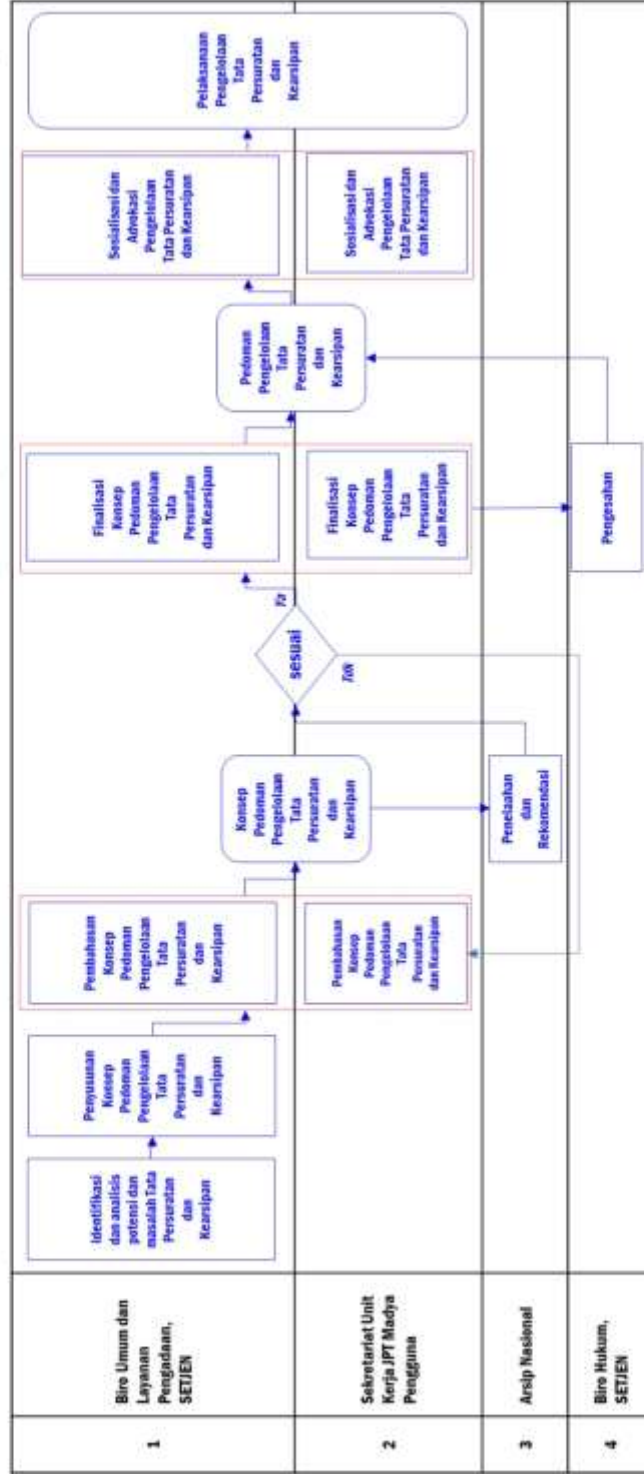 1
Biro Umum dan
Layanan
Pengadaan,
SETJEN
Identifikasi
dan analisis
potensi dan
masalah Tata
Persuratan
dan
Kearsipan
Penyusunan
Konsep
Pedoman
Pengelolaan
Tata
Persuratan
dan
Kearsipan
Pembahasan
Konsep
Pedoman
Pengelolaan
Tata
Persuratan
dan
Kearsipan
Konsep
Pedoman
Pengelolaan
Tata
Persuratan
dan
Kearsipan
sesuai
Ya
Tdk
Finalisasi
Konsep
Pedoman
Pengelolaan
Tata
Persuratan
dan Kearsipan
Pedoman
Pengelolaan
Tata
Persuratan
dan
Kearsipan
Sosialisasi dan
Advokasi
Pengelolaan
Tata Persuratan
dan Kearsipan
Pelaksanaan
Pengelolaan
Tata
Persuratan
dan
Kearsipan
2
Sekretariat Unit
Kerja JPT Madya
Pengguna
Pembahasan
Konsep
Pedoman
Pengelolaan
Tata
Persuratan
dan Kearsipan
Finalisasi
Konsep
Pedoman
Pengelolaan
Tata
Persuratan
dan Kearsipan
Sosialisasi dan
Advokasi
Pengelolaan
Tata Persuratan
dan Kearsipan
3
Arsip Nasional
Penelaahan
dan
Rekomendasi
4
Biro Hukum,
SETJEN
Pengesahan